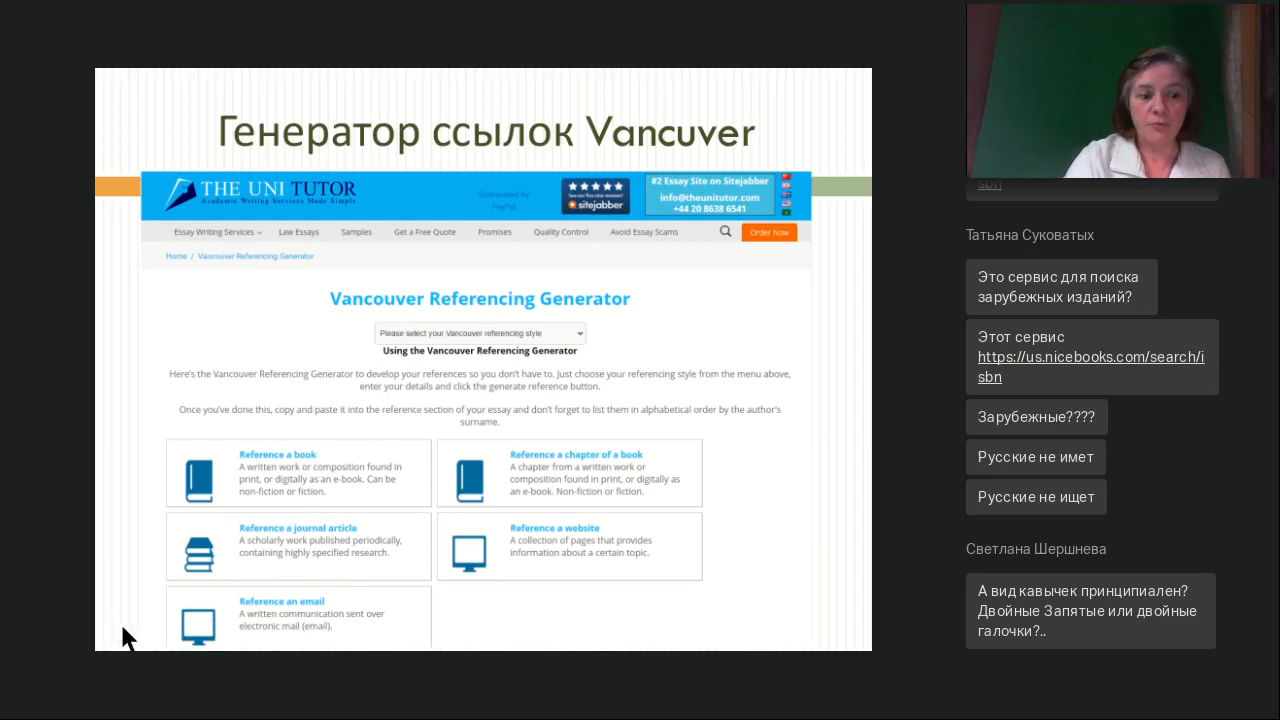 Генератор ссылок Vancuver
THE UNI TUTOR
Academic Writing Services Made Simple
Guaranteed by
PayPal
See our five-star reviews!
sitejabber
#2 Essay Site on Sitejabber
info@theunitutor.com
+44 20 8638 6541
Essay Writing Services
Law Essays
Samples
Get a Free Quote
Promises
Quality Control
Avoid Essay Scams
Order Now
Home / Vancouver Referencing Generator
Vancouver Referencing Generator
Please select your Vancouver referencing style
Using the Vancouver Referencing Generator
Here's the Vancouver Referencing Generator to develop your references so you don't have to. Just choose your referencing style from the menu above,
enter your details and click the generate reference button.
Once you've done this, copy and paste it into the reference section of your essay and don't forget to list them in alphabetical order by the author's
surname.
Reference a book
A written work or composition found in
print, or digitally as an e-book. Can be
non-fiction or fiction.
Reference a chapter of a book
A chapter from a written work or
composition found in print, or digitally as
an e-book. Non-fiction or fiction.
Reference a journal article
A scholarly work published periodically,
containing highly specified research.
Reference a website
A collection of pages that provides
information about a certain topic.
Reference an email
A written communication sent over
electronic mail (email).
sbn
Татьяна Суковатых
Это сервис для поиска
зарубежных изданий?
Этот сервис
https://us.nicebooks.com/search/i
sbn
Зарубежные????
Русские не имет
Русские не ищет
Светлана Шершнева
А вид кавычек принципиален?
Двойные Запятые или двойные
галочки?..